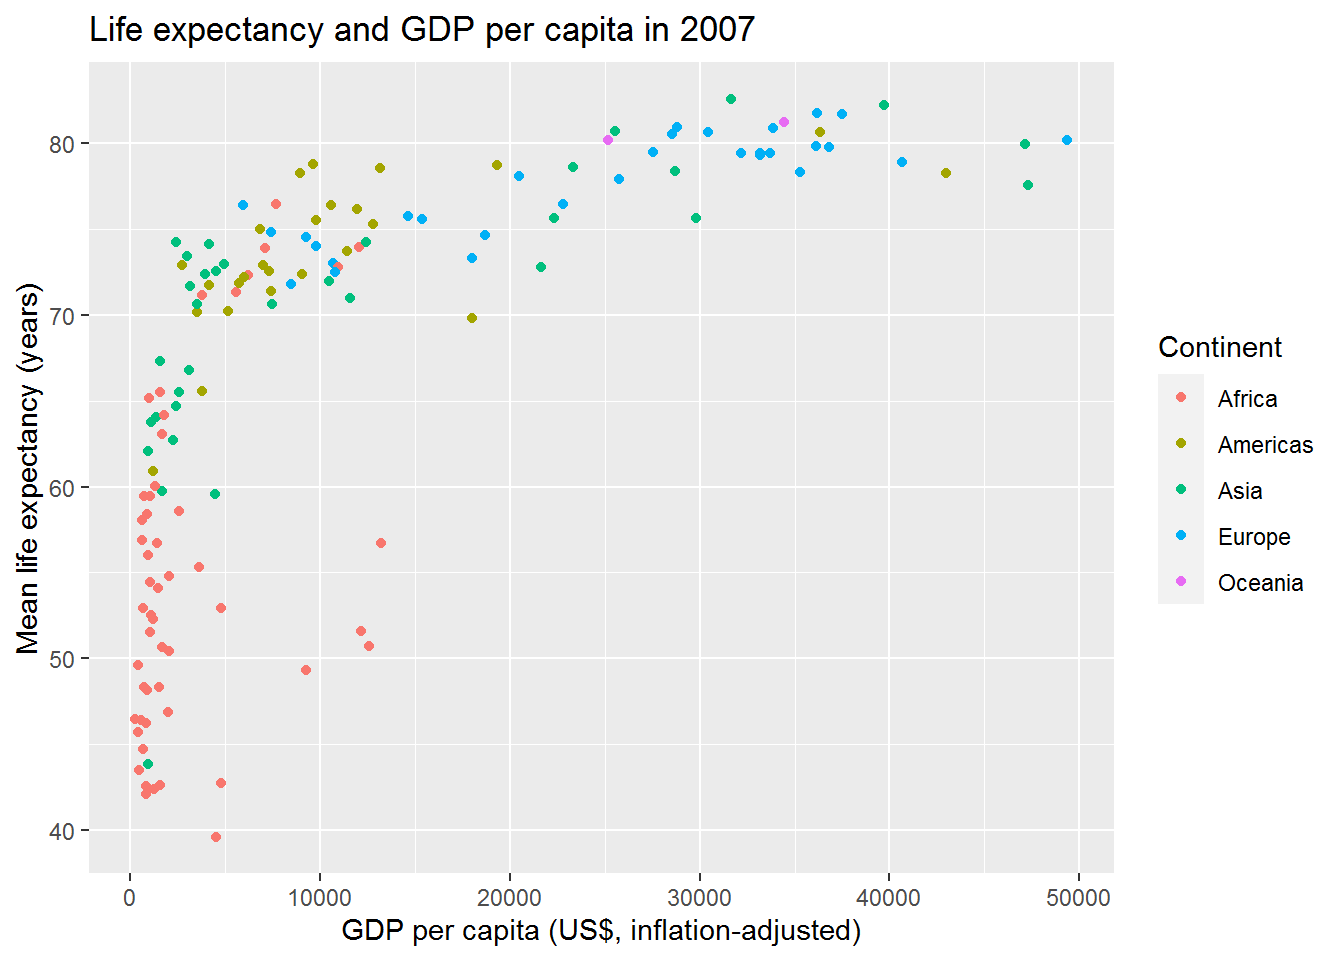 Life expectancy and GDP per capita in 2007
Mean life expectancy (years)
80
70
60
50
40
0 10000 20000 30000 40000 50000
GDP per capita (US$, inflation-adjusted)
Continent
Africa
Americas
Asia
Europe
Oceania